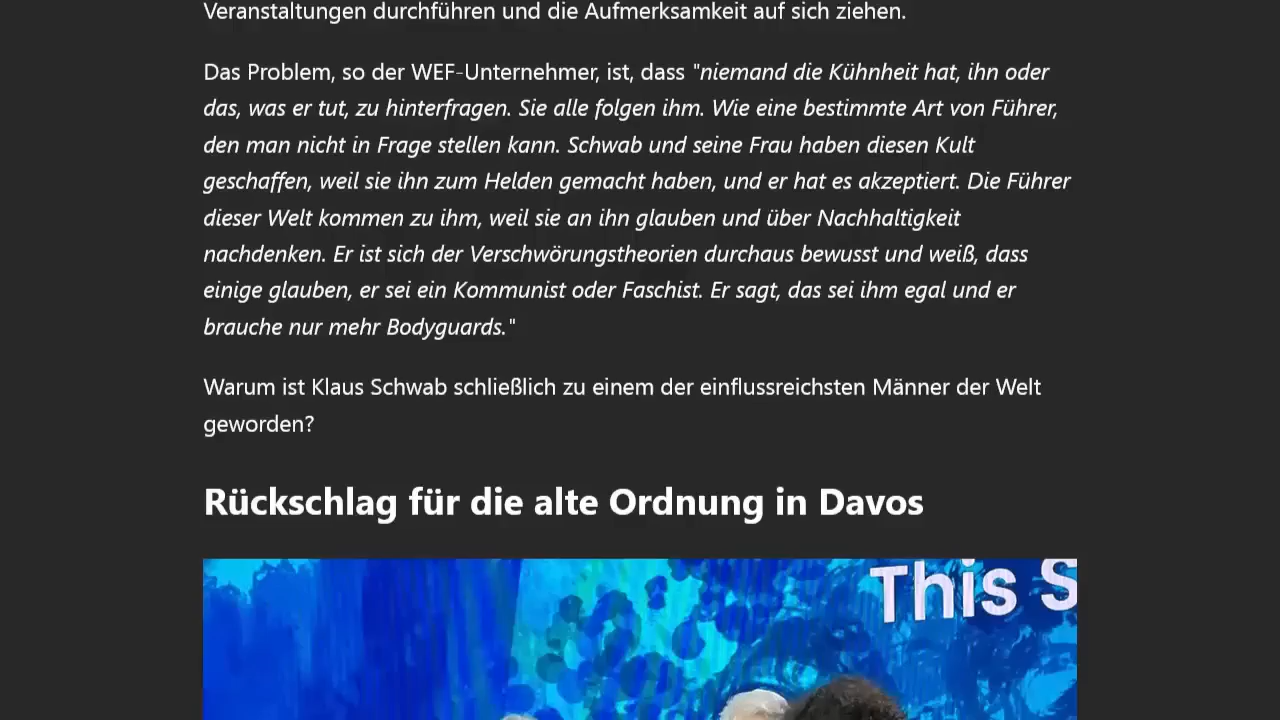 Veranstaltungen durchführen und die Aufmerksamkeit auf sich ziehen.
Das Problem, so der WEF-Unternehmer, ist, dass "niemand die Kühnheit hat, ihn oder
das, was er tut, zu hinterfragen. Sie alle folgen ihm. Wie eine bestimmte Art von Führer,
den man nicht in Frage stellen kann. Schwab und seine Frau haben diesen Kult
geschaffen, weil sie ihn zum Helden gemacht haben, und er hat es akzeptiert. Die Führer
dieser Welt kommen zu ihm, weil sie an ihn glauben und über Nachhaltigkeit
nachdenken. Er ist sich der Verschwörungstheorien durchaus bewusst und weiß, dass
einige glauben, er sei ein Kommunist oder Faschist. Er sagt, das sei ihm egal und er
brauche nur mehr Bodyguards."
Warum ist Klaus Schwab schließlich zu einem der einflussreichsten Männer der Welt
geworden?
Rückschlag für die alte Ordnung in Davos
This S